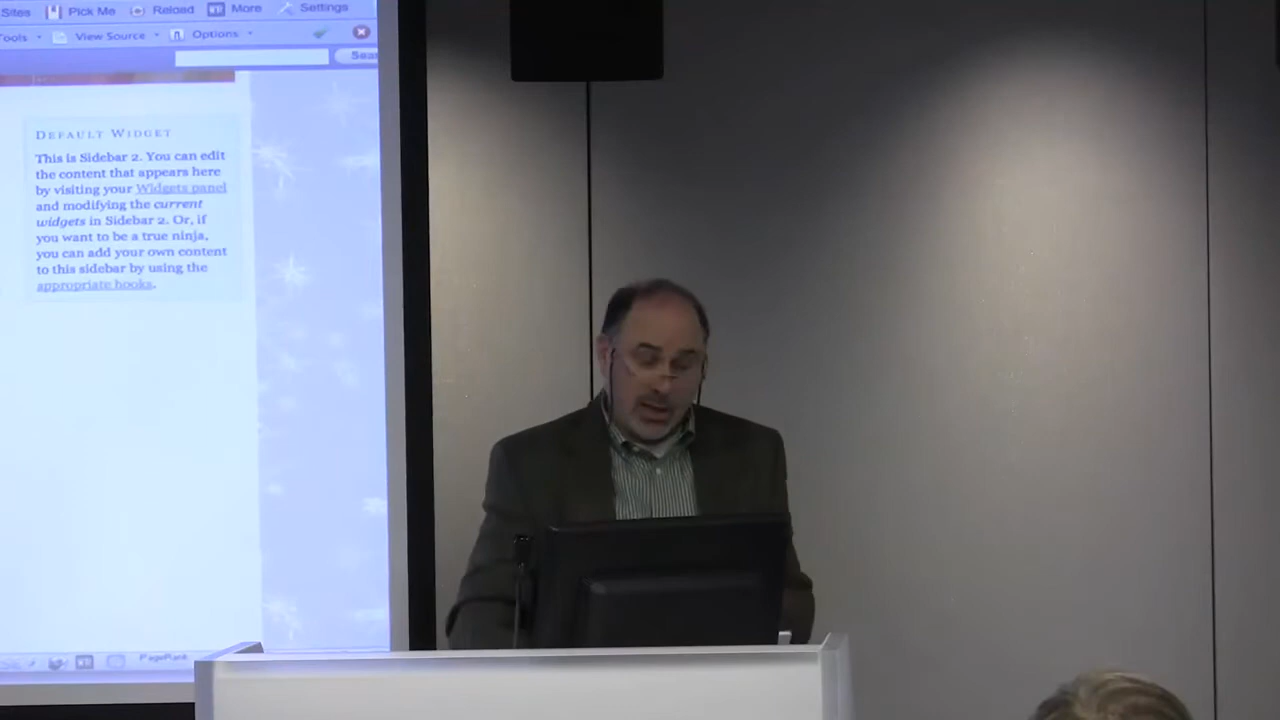 Sites Pick Me Reload More Settings
Tools View Source Options
Sear
DEFAULT WIDGET
This is Sidebar 2. You can edit
the content that appears here
by visiting your Widgets panel
and modifying the current
widgets in Sidebar 2. Or, if
you want to be a true ninja,
you can add your own content
to this sidebar by using the
appropriate hooks.
PageRank